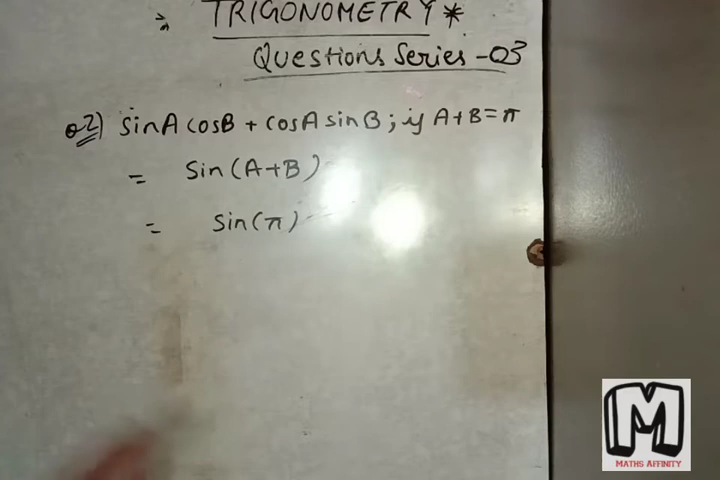 TRIGONOMETRY *
Questions Series - 03
Q2) sinA cosB + cosA sinB ; if A+B=π
= Sin(A+B)
= Sin(π)
M
MATHS AFFINITY